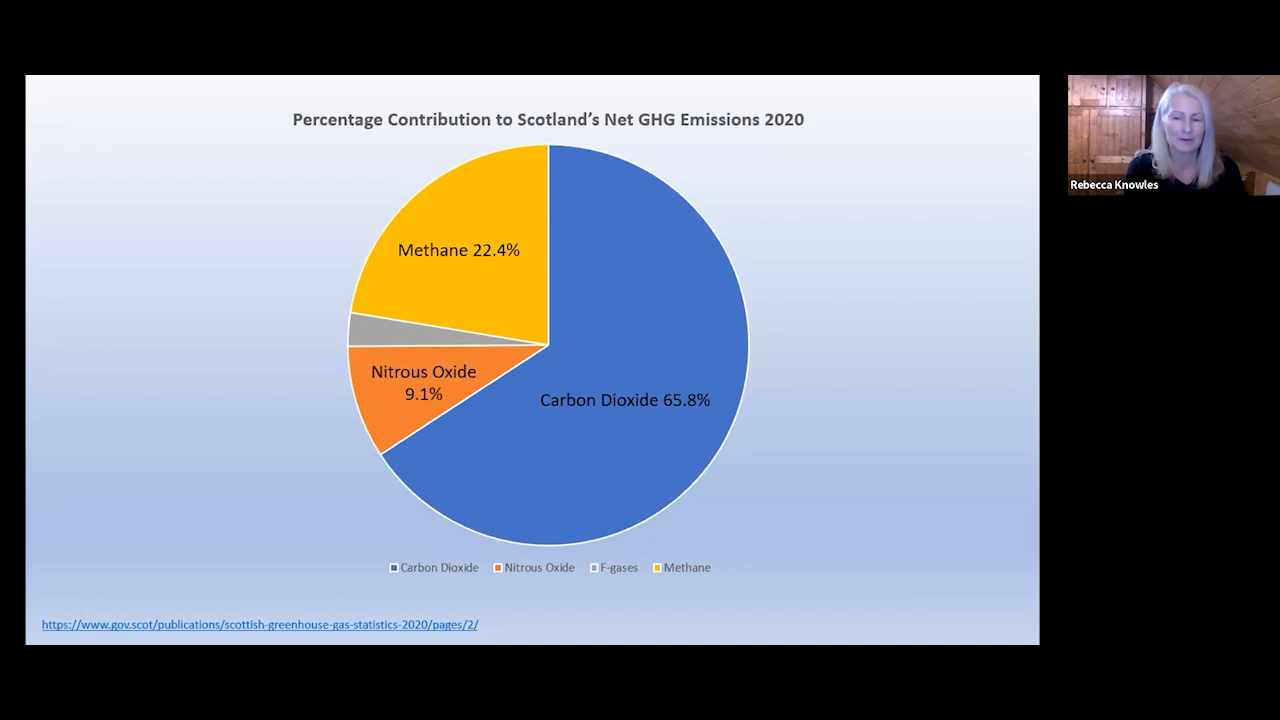 Percentage Contribution to Scotland's Net GHG Emissions 2020
Methane 22.4%
Nitrous Oxide
9.1%
Carbon Dioxide 65.8%
Carbon Dioxide Nitrous Oxide F-gases Methane
https://www.gov.scot/publications/scottish-greenhouse-gas-statistics-2020/pages/2/
Rebecca Knowles